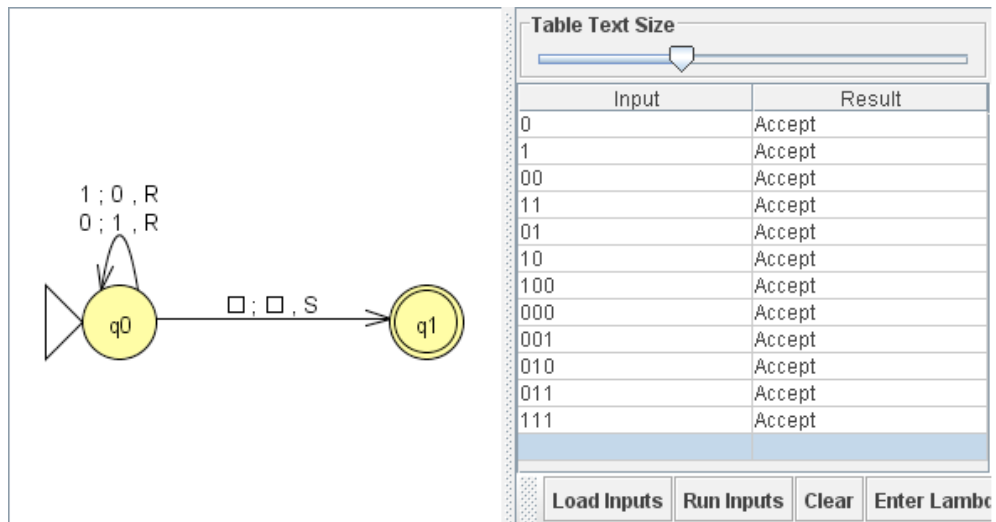 1 ; 0 , R
0 ; 1 , R
q0
□ ; □ , S
q1
Table Text Size
Input Result
0 Accept
1 Accept
00 Accept
11 Accept
01 Accept
10 Accept
100 Accept
000 Accept
001 Accept
010 Accept
011 Accept
111 Accept
Load Inputs Run Inputs Clear Enter